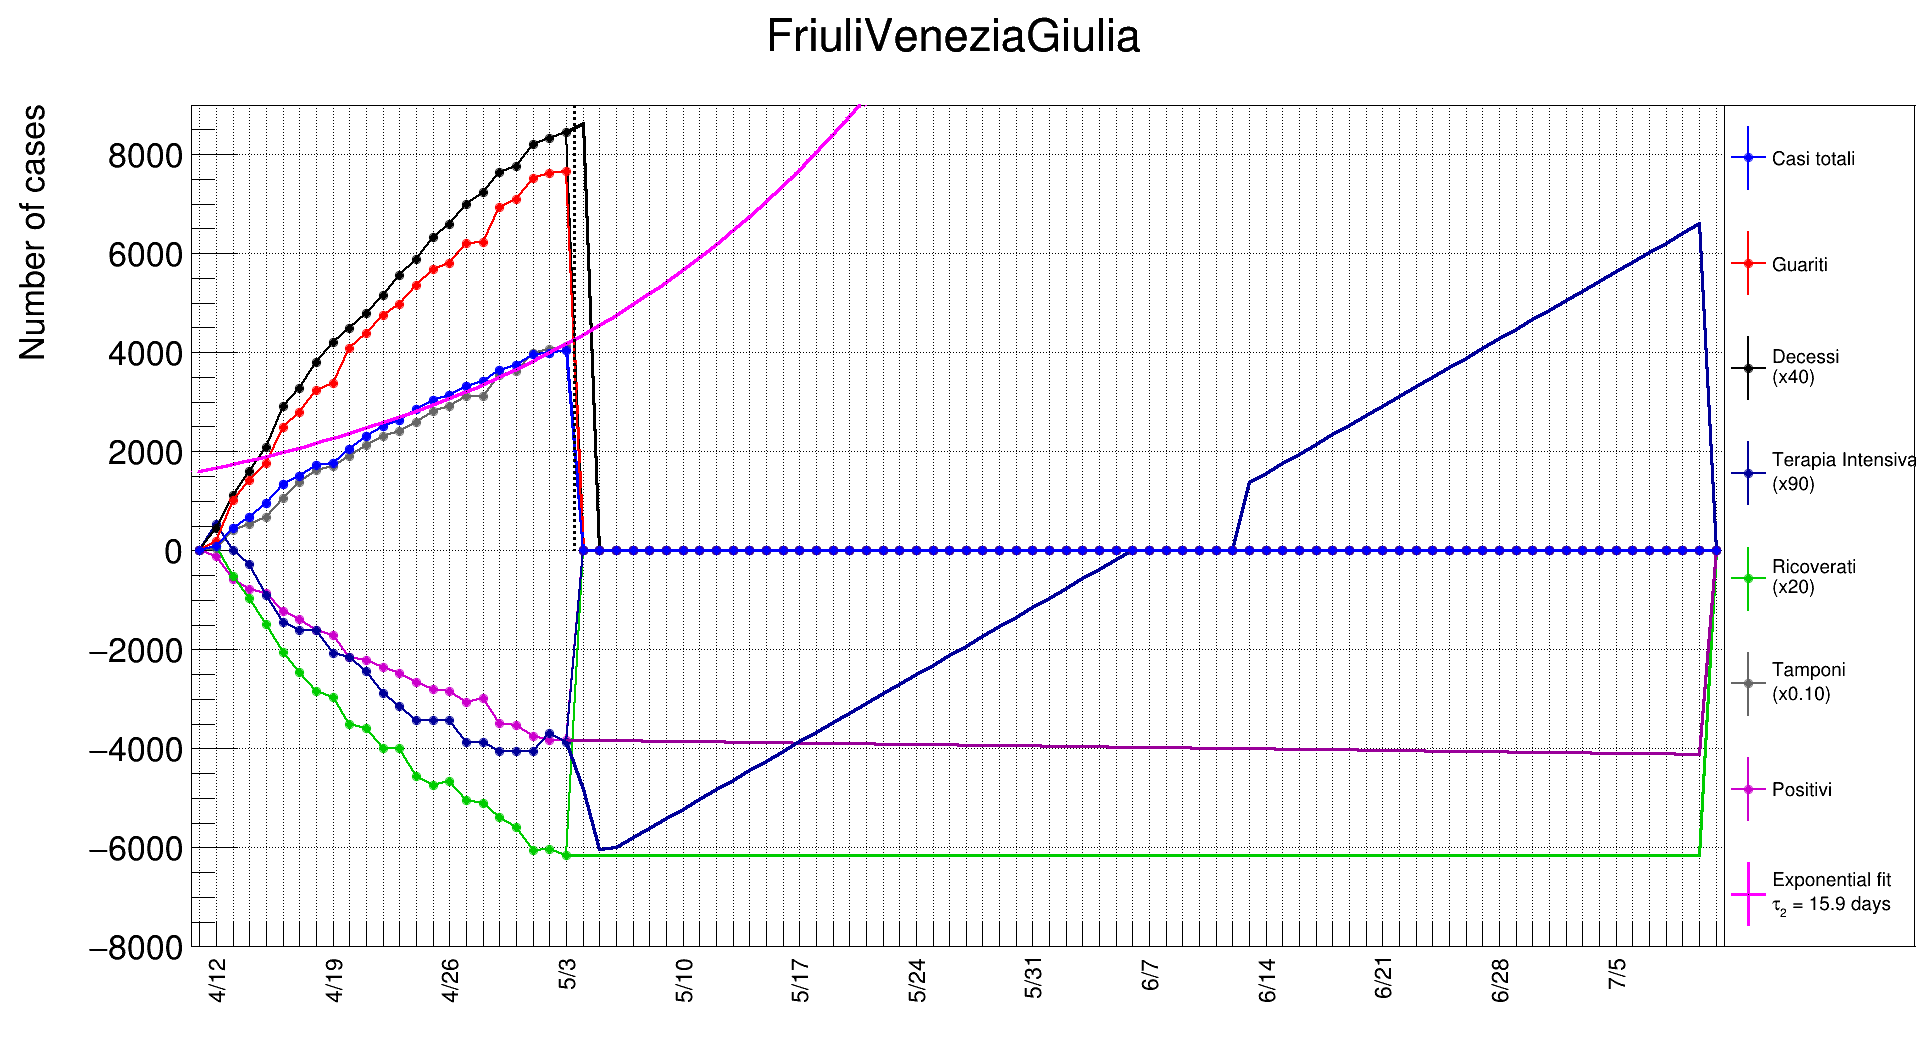 FriuliVeneziaGiulia
Number of cases
8000
6000
4000
2000
0
−2000
−4000
−6000
−8000
4/12
4/19
4/26
5/3
5/10
5/17
5/24
5/31
6/7
6/14
6/21
6/28
7/5
Casi totali
Guariti
Decessi
(x40)
Terapia Intensiva
(x90)
Ricoverati
(x20)
Tamponi
(x0.10)
Positivi
Exponential fit
τ2 = 15.9 days